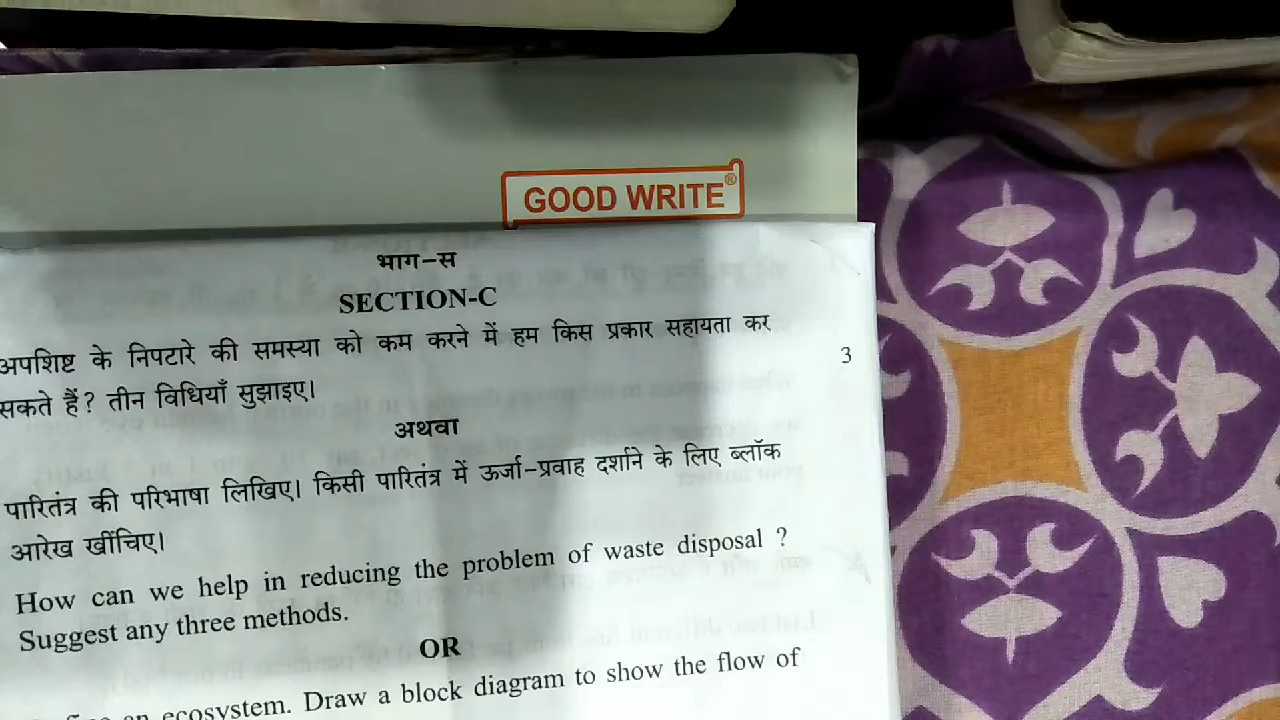 GOOD WRITE®
भाग-स
SECTION-C
अपशिष्ट के निपटारे की समस्या को कम करने में हम किस प्रकार सहायता कर
3
सकते हैं? तीन विधियाँ सुझाइए।
अथवा
पारितंत्र की परिभाषा लिखिए। किसी पारितंत्र में ऊर्जा-प्रवाह दर्शाने के लिए ब्लॉक
आरेख खींचिए।
How can we help in reducing the problem of waste disposal ?
Suggest any three methods.
OR
an ecosystem. Draw a block diagram to show the flow of